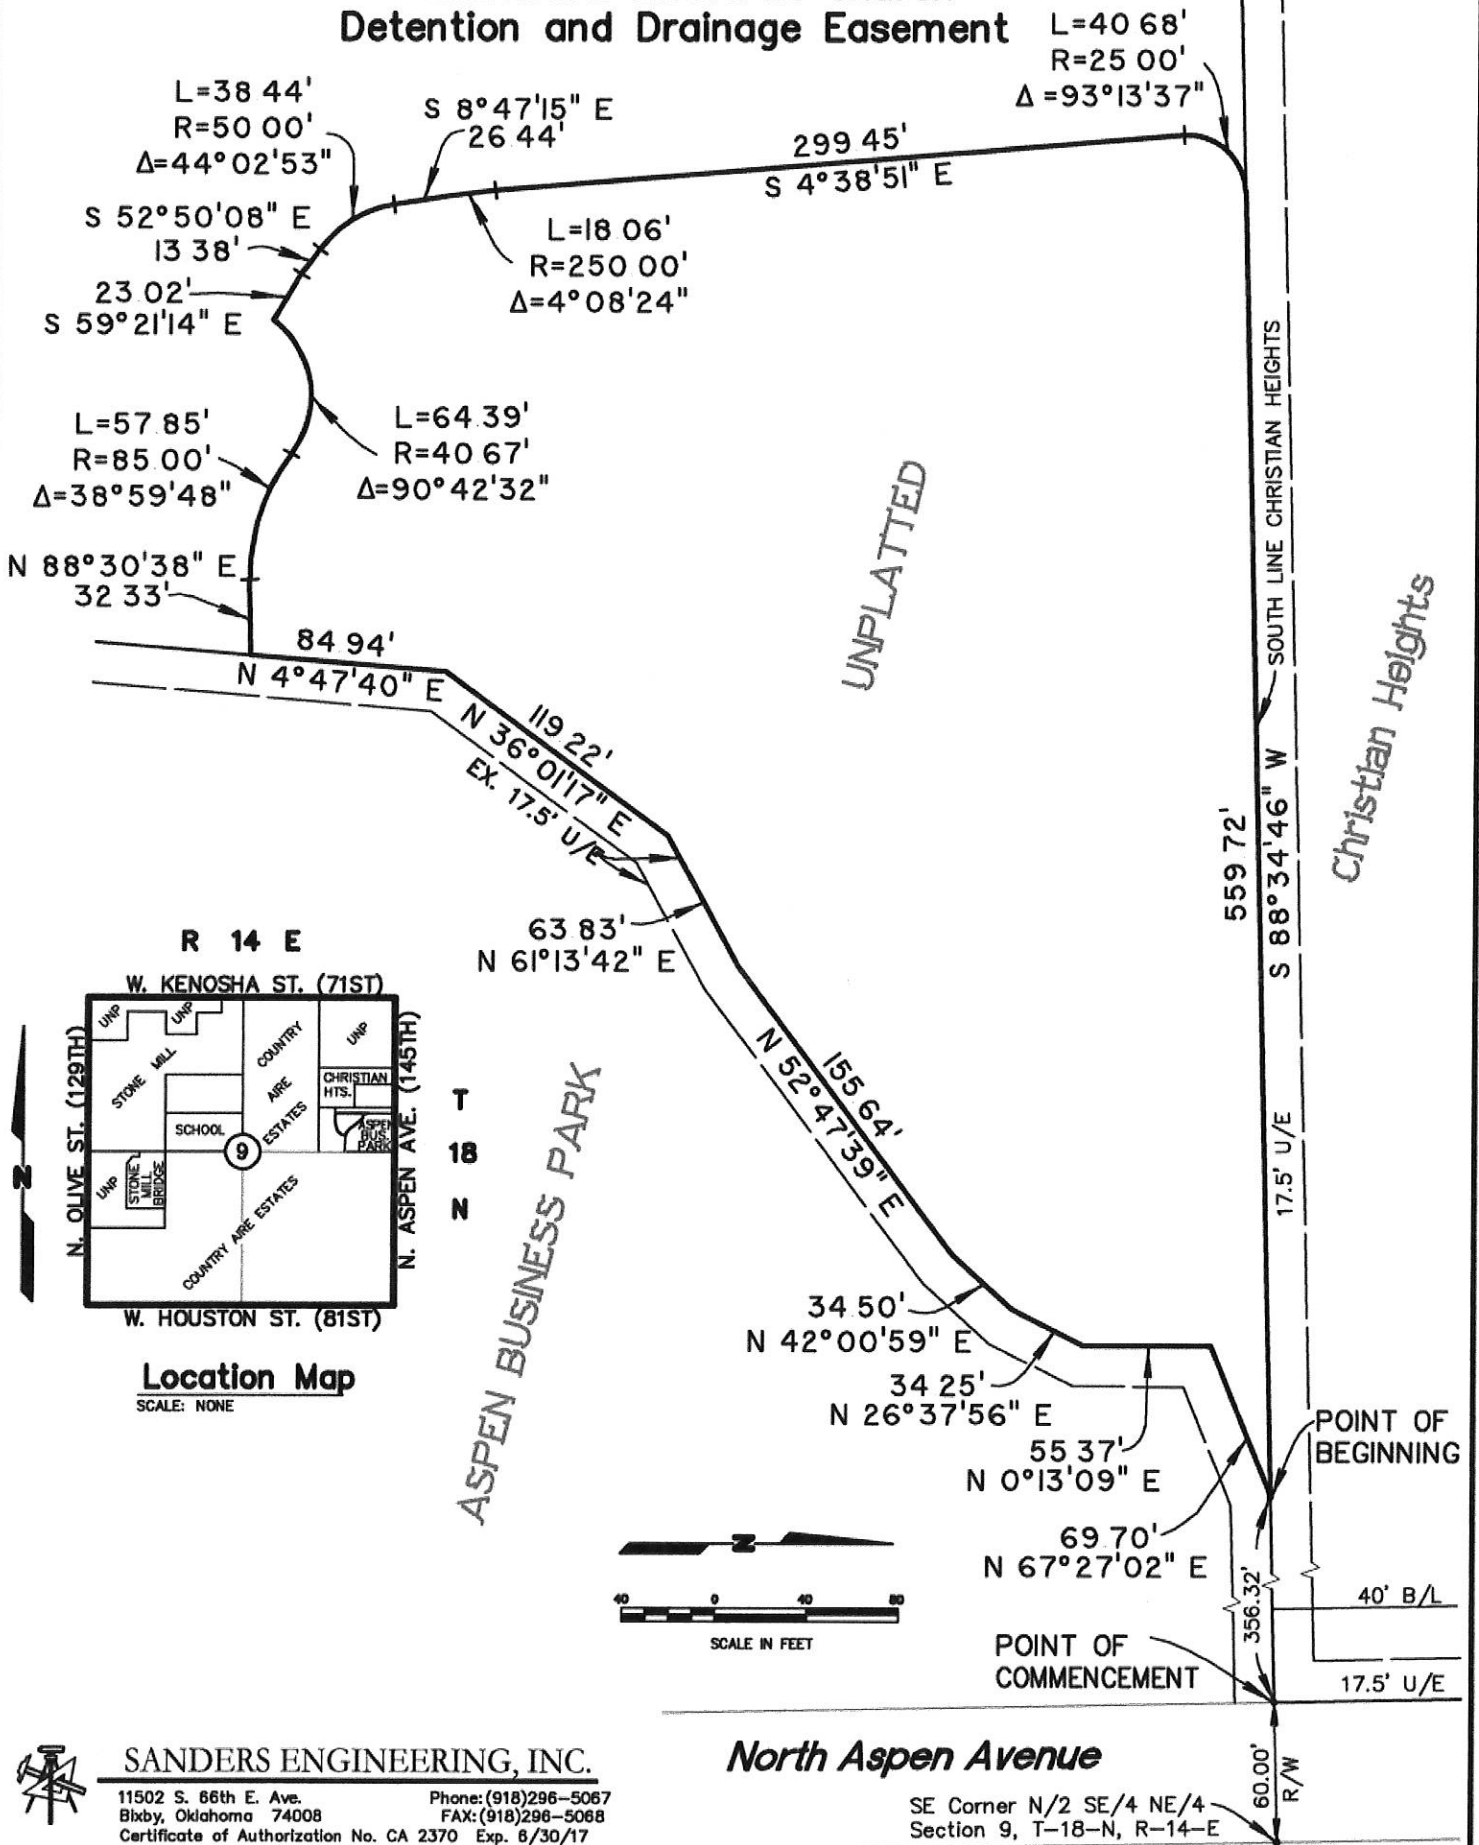 Detention and Drainage Easement
L=40 68'
R=25 00'
Δ =93°13'37"
L=38 44'
R=50 00'
Δ=44°02'53"
S 8°47'15" E
26.44'
299 45'
S 4°38'51" E
S 52°50'08" E
13 38'
L=18 06'
R=250 00'
Δ=4°08'24"
23.02'
S 59°21'14" E
L=57.85'
R=85.00'
Δ=38°59'48"
L=64.39'
R=40 67'
Δ=90°42'32"
N 88°30'38" E
32 33'
84.94'
N 4°47'40" E
119.22'
N 36°01'17" E
EX. 17.5' U/E
UNPLATTED
SOUTH LINE CHRISTIAN HEIGHTS
Christian Heights
559 72'
S 88°34'46" W
63 83'
N 61°13'42" E
155 64'
N 52°47'39" E
17.5' U/E
R 14 E
W. KENOSHA ST. (71ST)
UNP
UNP
UNP
STONE MILL
COUNTRY
AIRE
ESTATES
CHRISTIAN
HTS.
ASPEN
BUS.
PARK
SCHOOL
9
UNP
STONE
MILL
BRIDGE
COUNTRY AIRE ESTATES
N. OLIVE ST. (129TH)
N. ASPEN AVE. (145TH)
T
18
N
N
W. HOUSTON ST. (81ST)
Location Map
SCALE: NONE
ASPEN BUSINESS PARK
34.50'
N 42°00'59" E
34 25'
N 26°37'56" E
55 37'
N 0°13'09" E
69.70'
N 67°27'02" E
POINT OF
BEGINNING
N
40 0 40 80
SCALE IN FEET
356.32'
40' B/L
POINT OF
COMMENCEMENT
17.5' U/E
North Aspen Avenue
60.00'
R/W
SE Corner N/2 SE/4 NE/4
Section 9, T-18-N, R-14-E
SANDERS ENGINEERING, INC.
11502 S. 66th E. Ave. Phone:(918)296-5067
Bixby, Oklahoma 74008 FAX:(918)296-5068
Certificate of Authorization No. CA 2370 Exp. 6/30/17